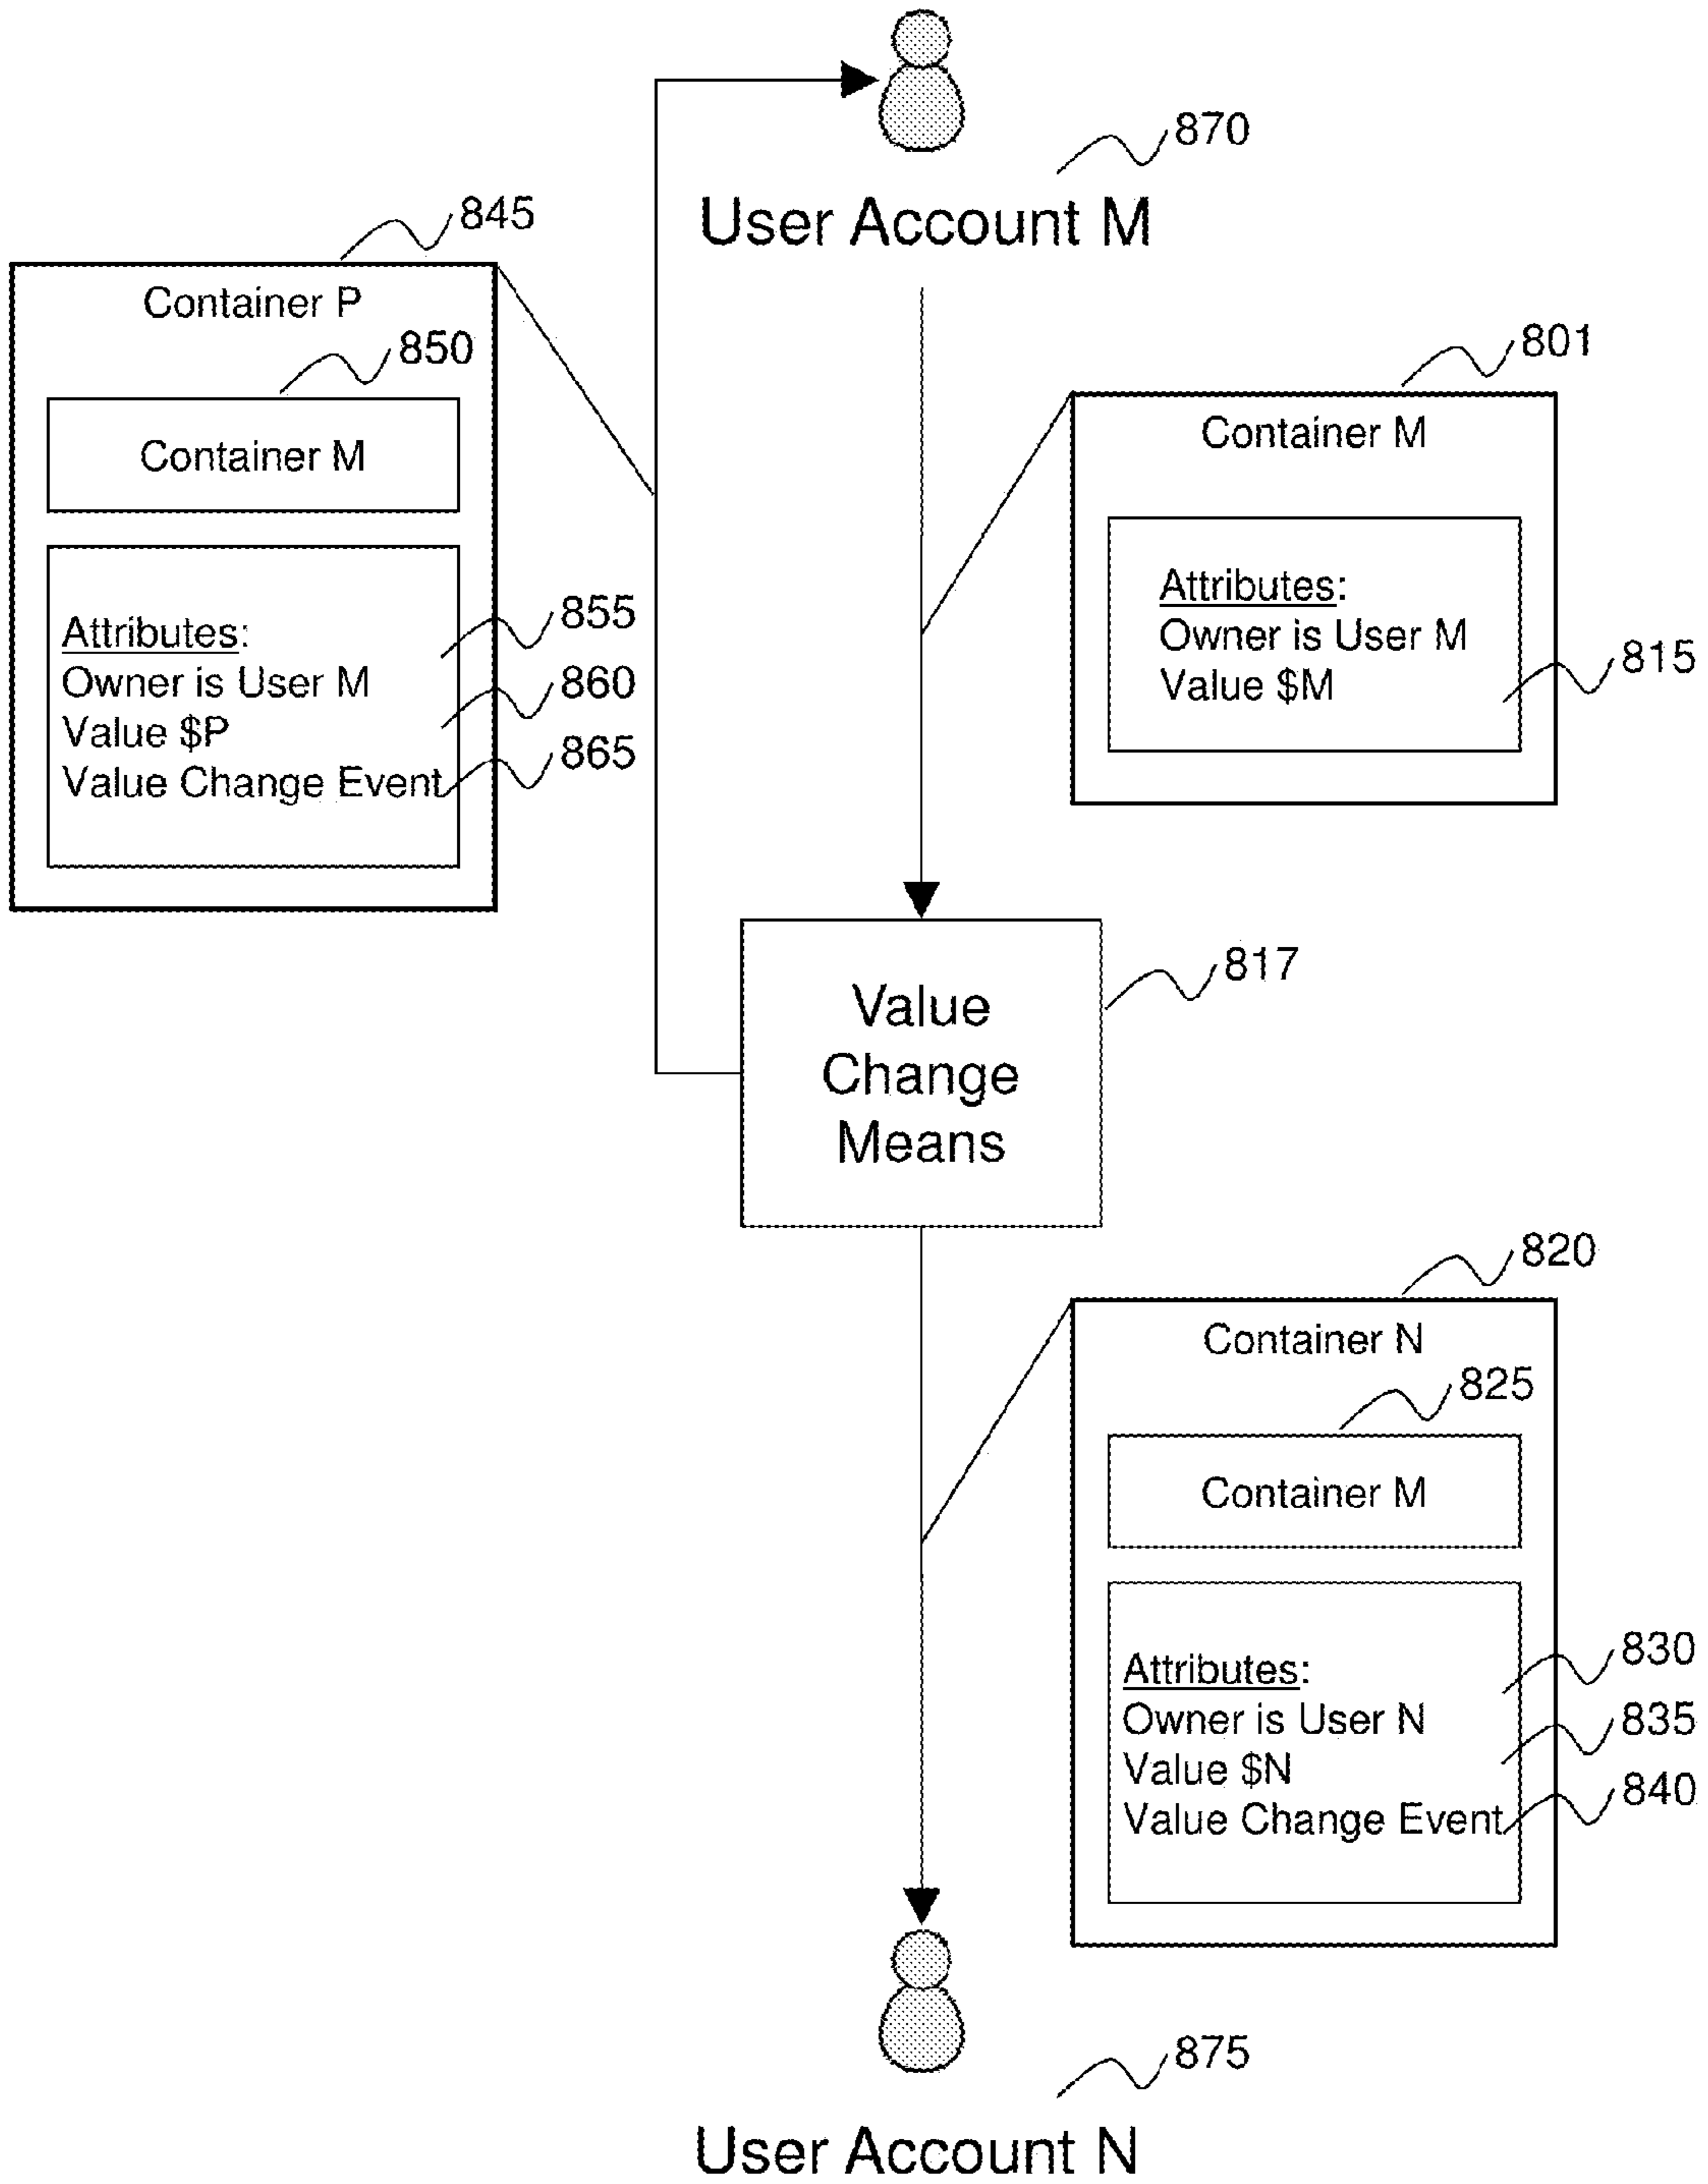 870
User Account M
845
Container P
850
Container M
Attributes:
Owner is User M
Value $P
Value Change Event
855
860
865
801
Container M
Attributes:
Owner is User M
Value $M
815
Value
Change
Means
817
820
Container N
825
Container M
Attributes:
Owner is User N
Value $N
Value Change Event
830
835
840
875
User Account N